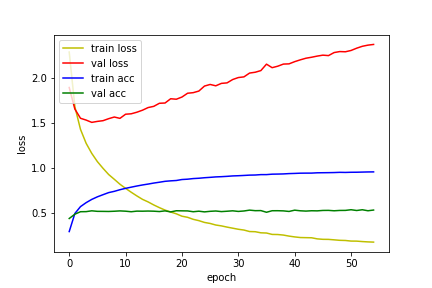 train loss
val loss
train acc
val acc
2.0
1.5
1.0
0.5
loss
0 10 20 30 40 50
epoch